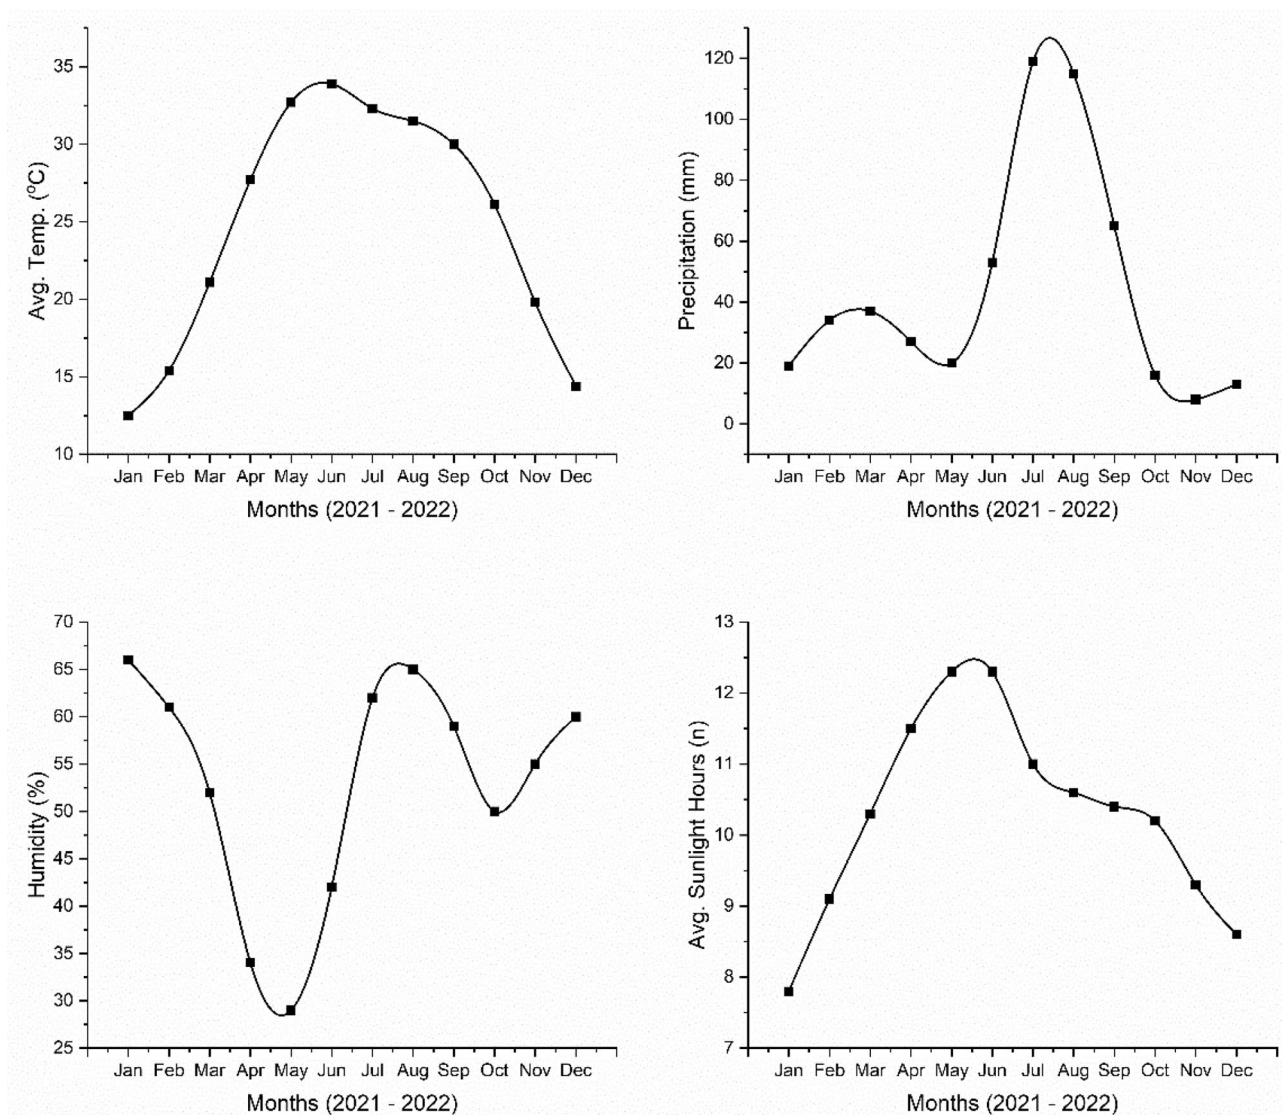 Avg. Temp. (°C)
35
30
25
20
15
10
Jan Feb Mar Apr May Jun Jul Aug Sep Oct Nov Dec
Months (2021 - 2022)
Precipitation (mm)
120
100
80
60
40
20
0
Jan Feb Mar Apr May Jun Jul Aug Sep Oct Nov Dec
Months (2021 - 2022)
Humidity (%)
70
65
60
55
50
45
40
35
30
25
Jan Feb Mar Apr May Jun Jul Aug Sep Oct Nov Dec
Months (2021 - 2022)
Avg. Sunlight Hours (n)
13
12
11
10
9
8
7
Jan Feb Mar Apr May Jun Jul Aug Sep Oct Nov Dec
Months (2021 - 2022)